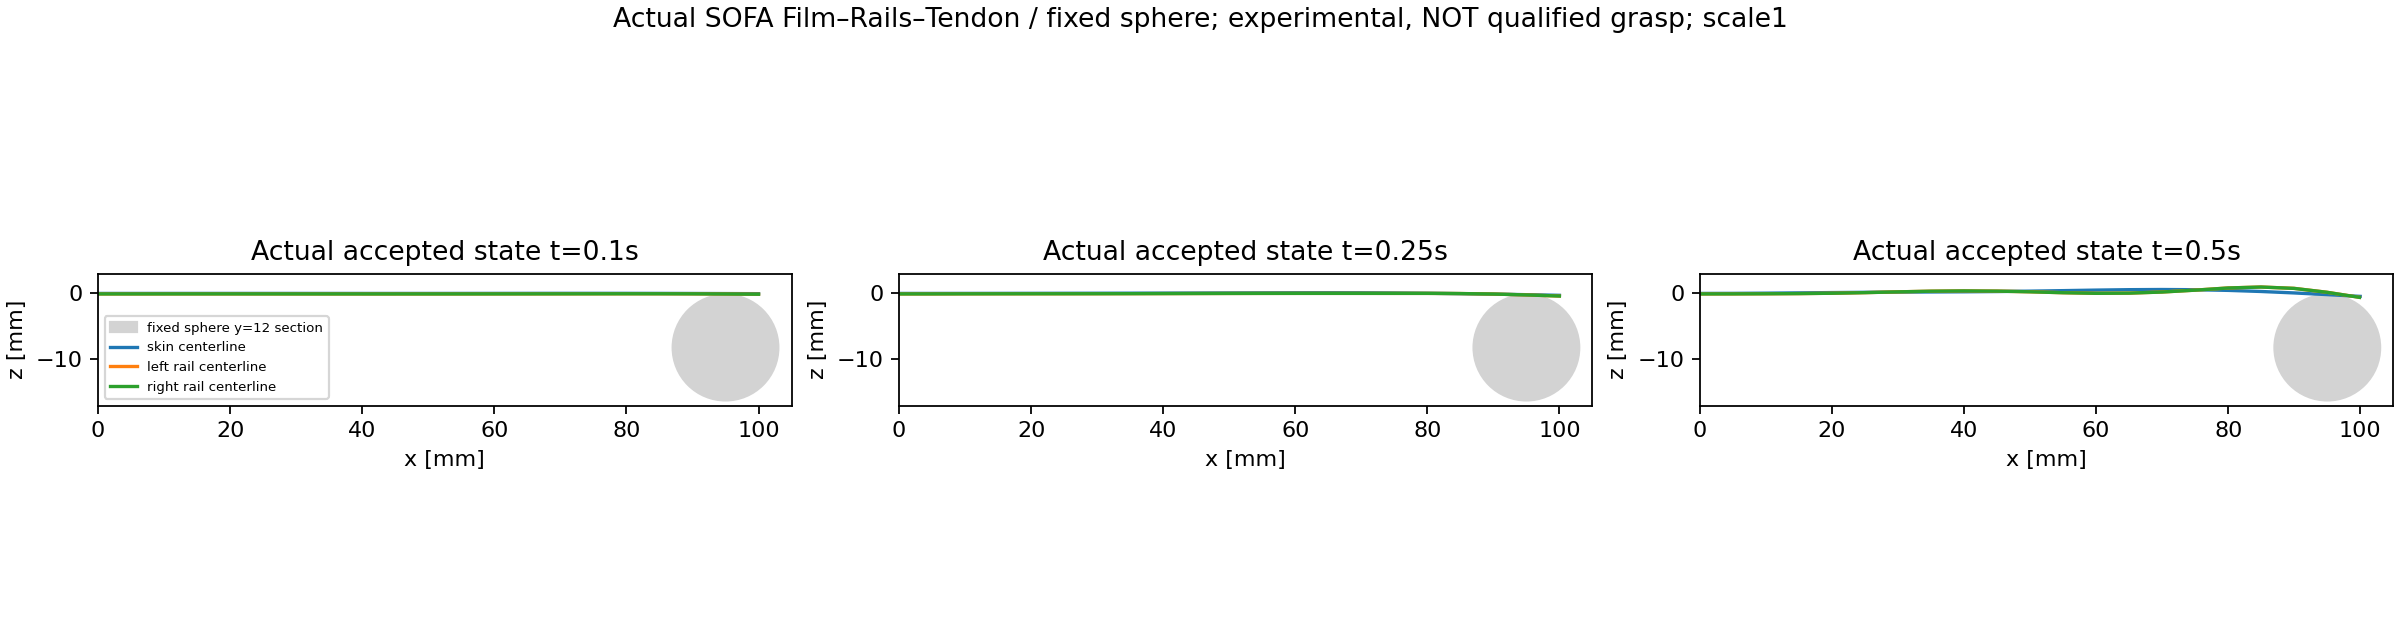 Actual SOFA Film–Rails–Tendon / fixed sphere; experimental, NOT qualified grasp; scale1
Actual accepted state t=0.1s
z [mm]
0
−10
fixed sphere y=12 section
skin centerline
left rail centerline
right rail centerline
0 20 40 60 80 100
x [mm]
Actual accepted state t=0.25s
z [mm]
0
−10
0 20 40 60 80 100
x [mm]
Actual accepted state t=0.5s
z [mm]
0
−10
0 20 40 60 80 100
x [mm]